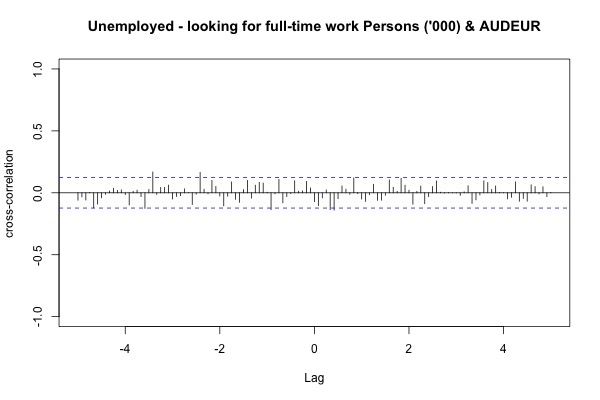 Unemployed - looking for full-time work Persons ('000) & AUDEUR
1.0
0.5
0.0
-0.5
-1.0
cross-correlation
-4 -2 0 2 4
Lag